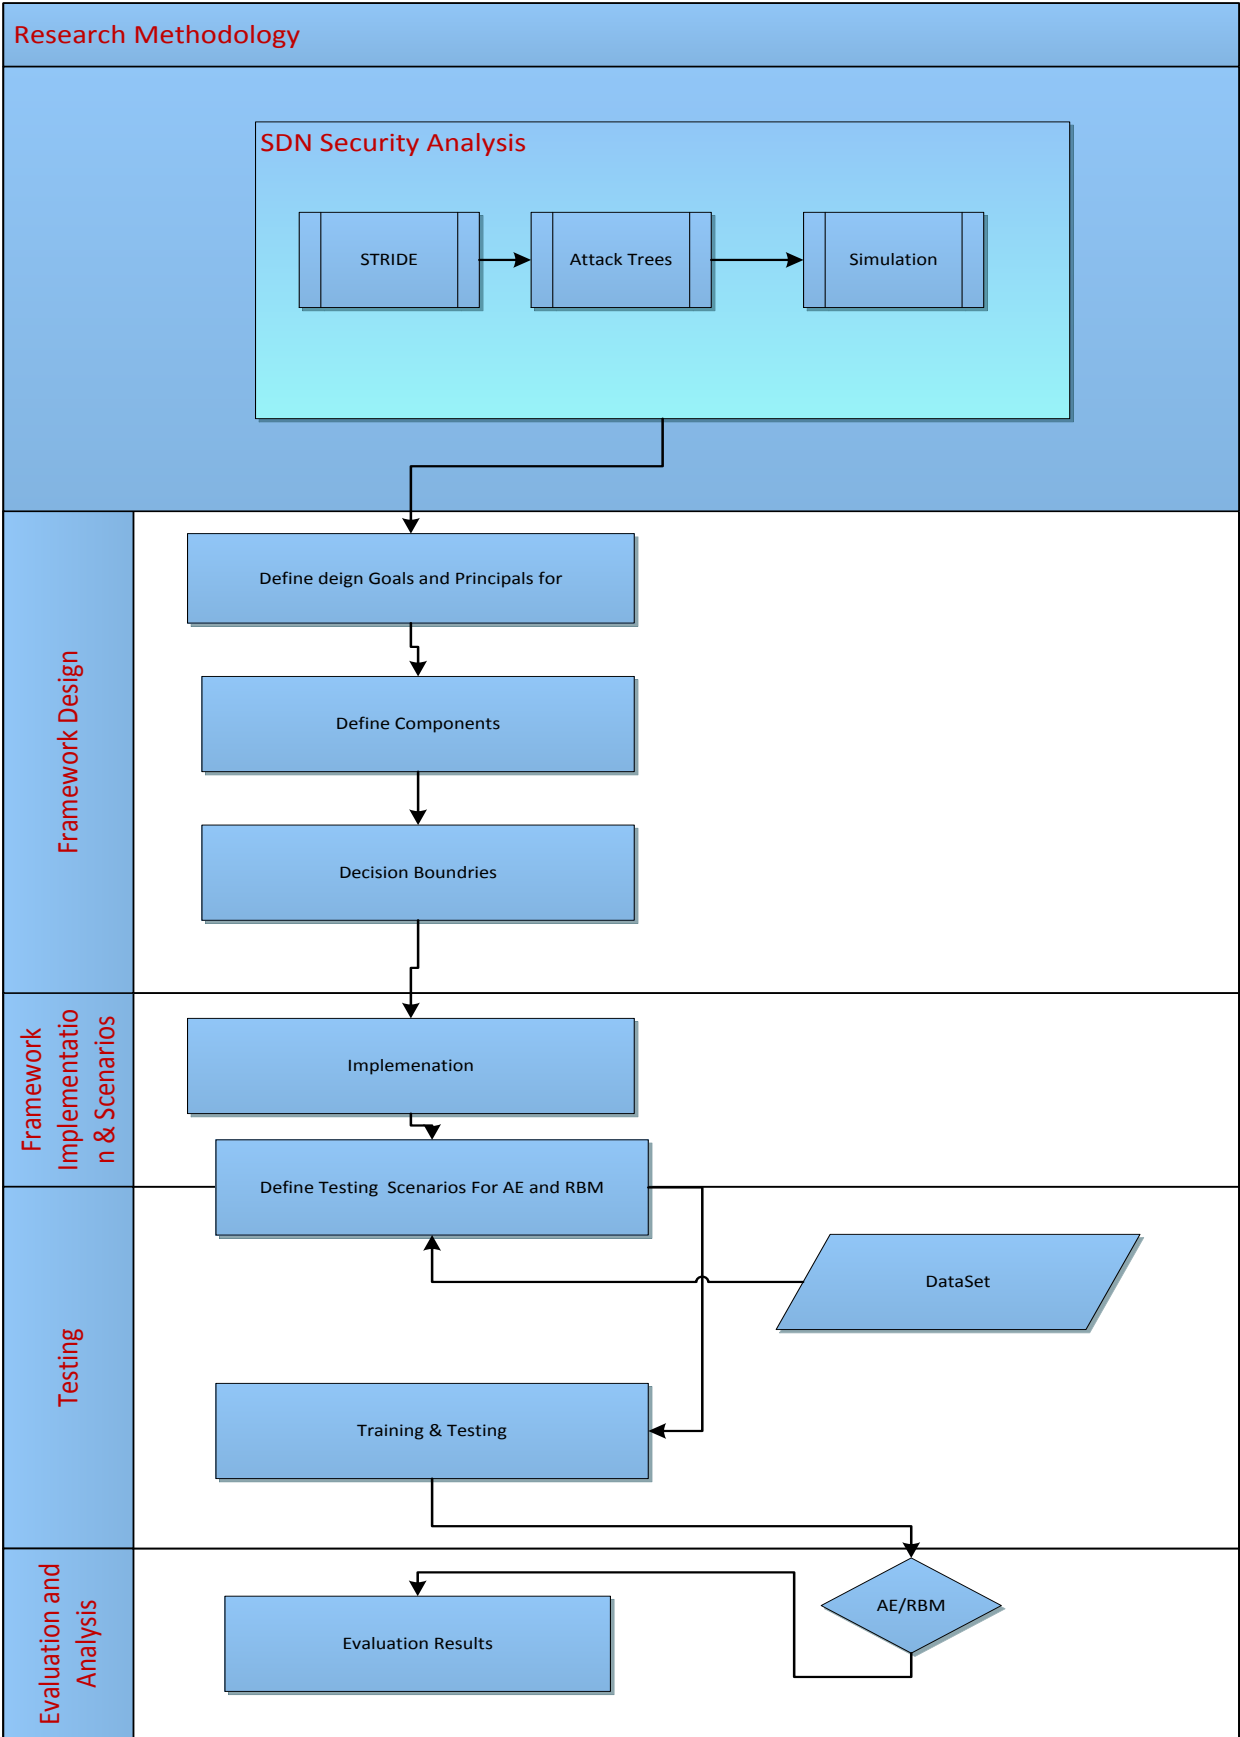 Research Methodology
SDN Security Analysis
STRIDE
Attack Trees
Simulation
Framework Design
Define deign Goals and Principals for
Define Components
Decision Boundries
Framework
Implementatio
n & Scenarios
Implemenation
Define Testing  Scenarios For AE and RBM
Testing
DataSet
Training & Testing
Evaluation and
Analysis
AE/RBM
Evaluation Results